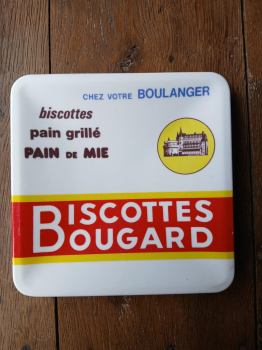 CHEZ VOTRE BOULANGER
biscottes
pain grillé
PAIN DE MIE
BISCOTTES
BOUGARD